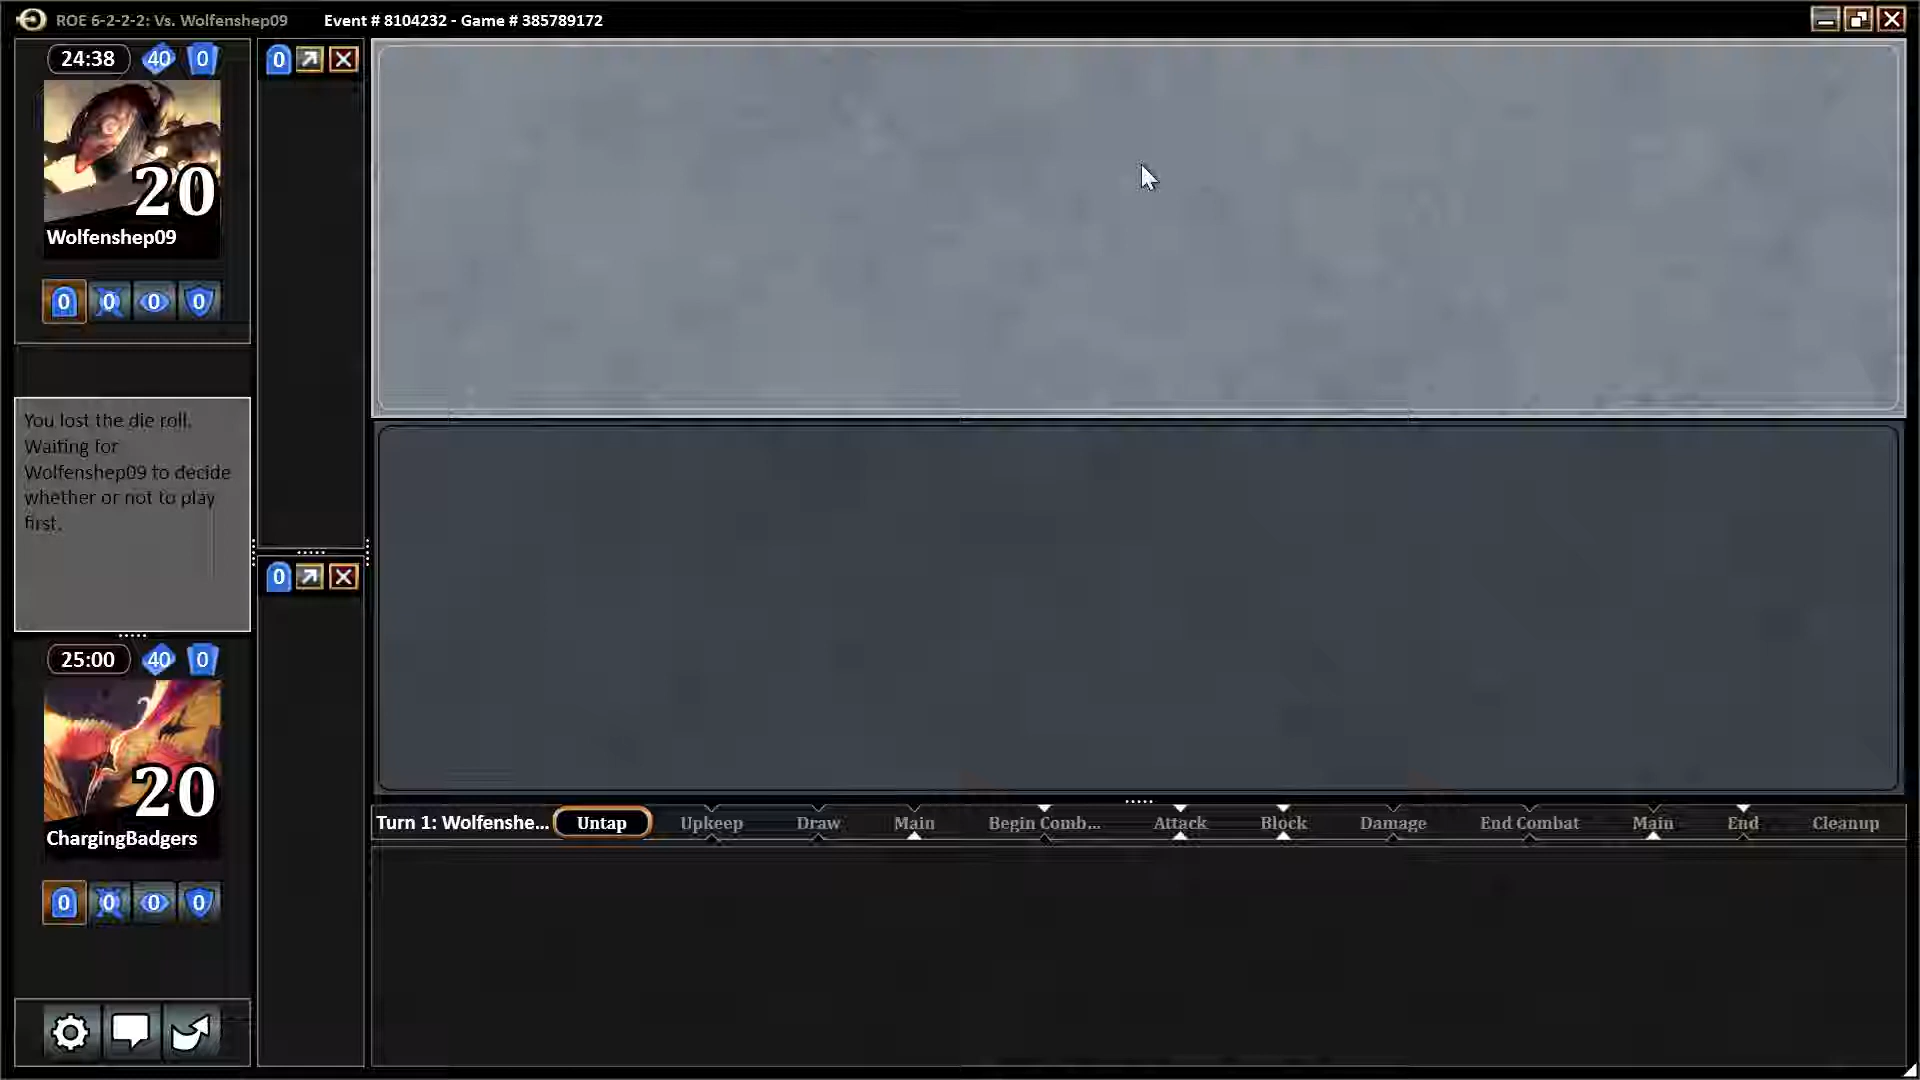 ROE 6-2-2-2: Vs. Wolfenshep09
Event # 8104232 - Game # 385789172
24:38
40
0
20
Wolfenshep09
0
0
0
0
0
You lost the die roll.
Waiting for
Wolfenshep09 to decide
whether or not to play
first.
0
25:00
40
0
20
ChargingBadgers
0
0
0
0
Turn 1: Wolfenshe...
Untap
Upkeep
Draw
Main
Begin Comb...
Attack
Block
Damage
End Combat
Main
End
Cleanup